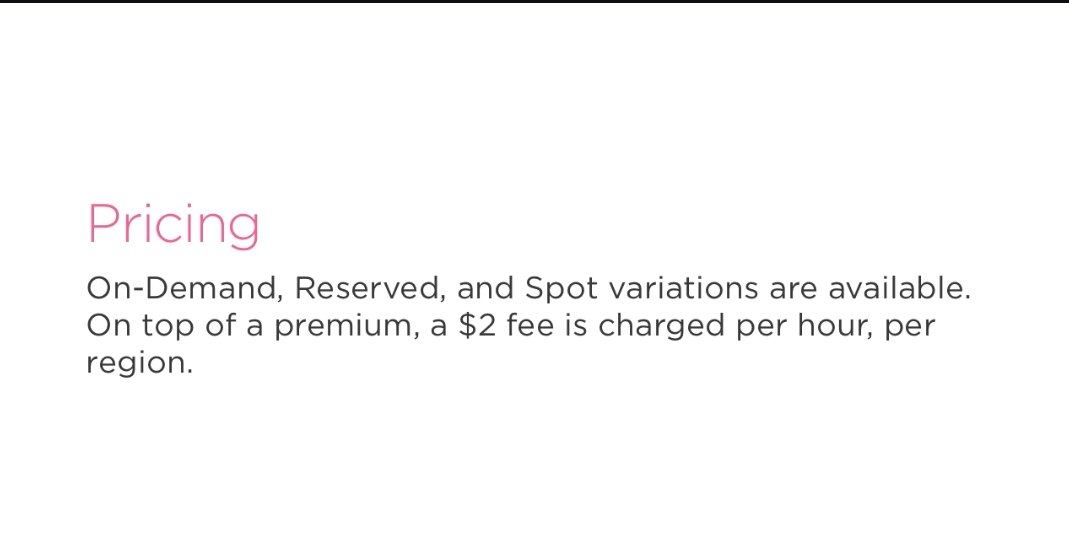 Pricing
On-Demand, Reserved, and Spot variations are available.
On top of a premium, a $2 fee is charged per hour, per
region.